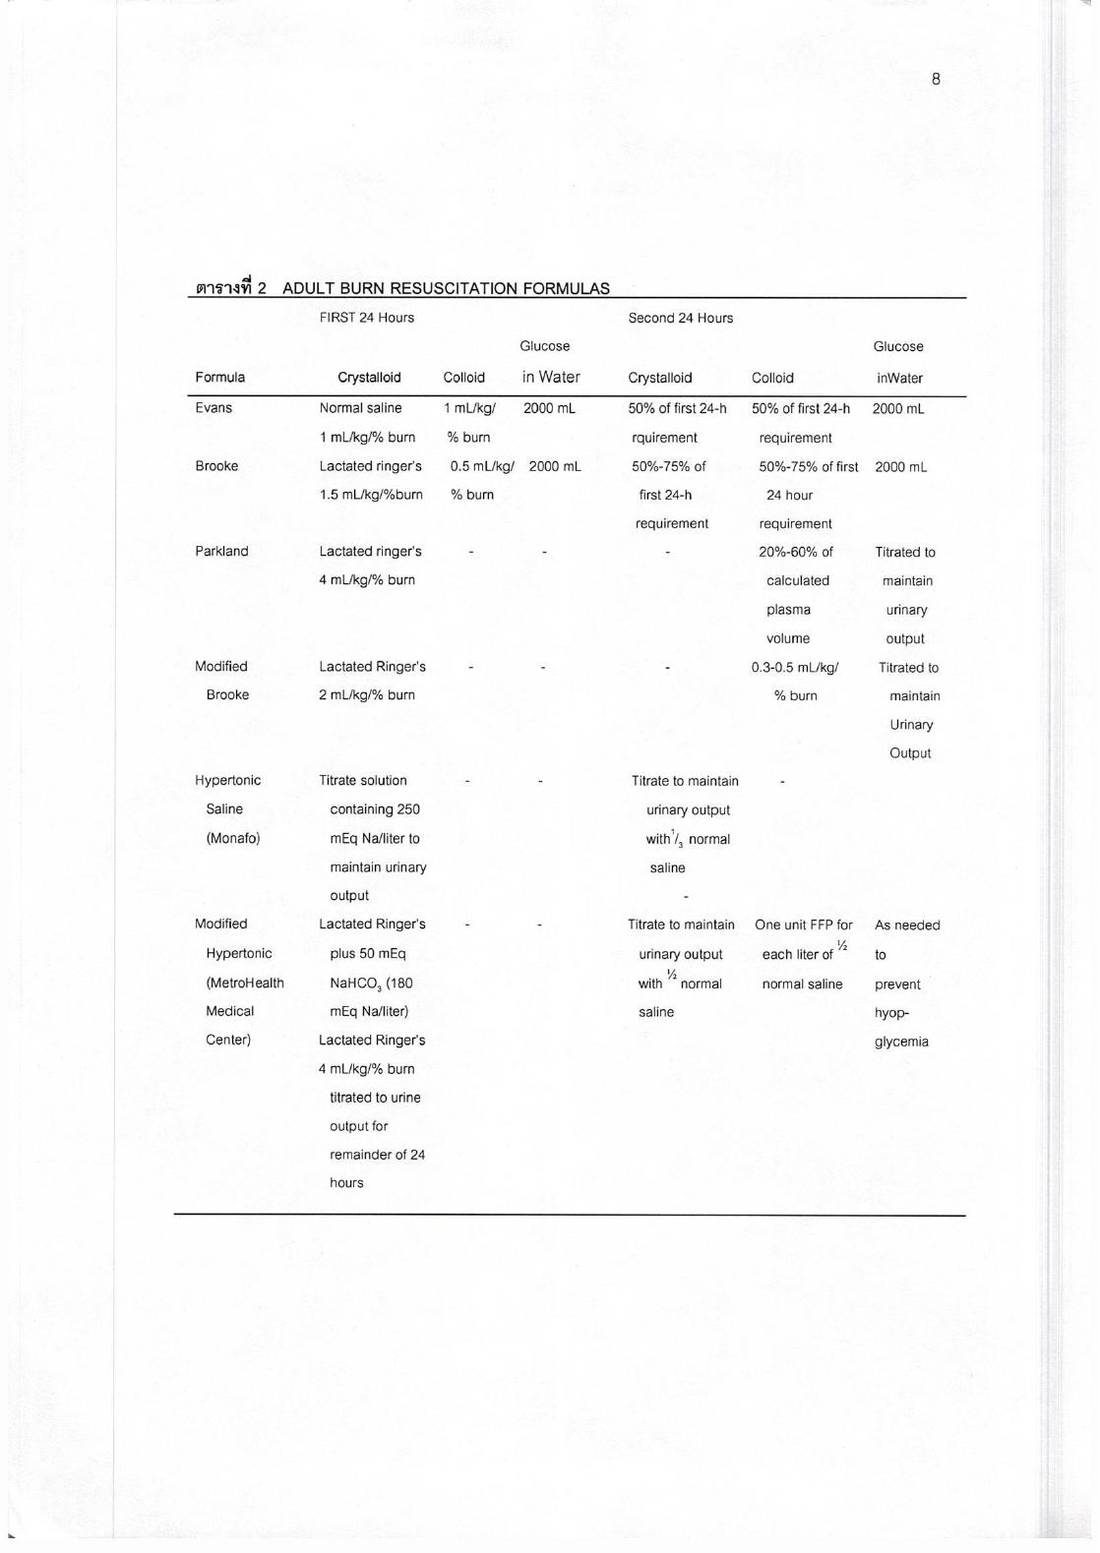 8
ตารางที่ 2 ADULT BURN RESUSCITATION FORMULAS
FIRST 24 Hours Second 24 Hours
Glucose Glucose
Formula Crystalloid Colloid in Water Crystalloid Colloid inWater
Evans Normal saline 1 mL/kg/ 2000 mL 50% of first 24-h 50% of first 24-h 2000 mL
1 mL/kg/% burn % burn rquirement requirement
Brooke Lactated ringer's 0.5 mL/kg/ 2000 mL 50%-75% of 50%-75% of first 2000 mL
1.5 mL/kg/%burn % burn first 24-h 24 hour
requirement requirement
Parkland Lactated ringer's - - - 20%-60% of Titrated to
4 mL/kg/% burn calculated maintain
plasma urinary
volume output
Modified Lactated Ringer's - - - 0.3-0.5 mL/kg/ Titrated to
Brooke 2 mL/kg/% burn % burn maintain
Urinary
Output
Hypertonic Titrate solution - - Titrate to maintain -
Saline containing 250 urinary output
(Monafo) mEq Na/liter to with 1/3 normal
maintain urinary saline
output -
Modified Lactated Ringer's - - Titrate to maintain One unit FFP for As needed
Hypertonic plus 50 mEq urinary output each liter of ½ to
(MetroHealth NaHCO₃ (180 with ½ normal normal saline prevent
Medical mEq Na/liter) saline hyop-
Center) Lactated Ringer's glycemia
4 mL/kg/% burn
titrated to urine
output for
remainder of 24
hours